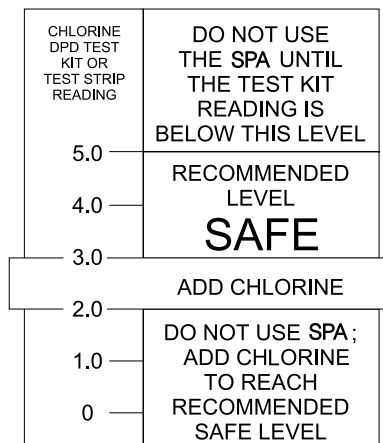 CHLORINE
DPD TEST
KIT OR
TEST STRIP
READING
DO NOT USE
THE SPA UNTIL
THE TEST KIT
READING IS
BELOW THIS LEVEL
5.0
RECOMMENDED
LEVEL
4.0
SAFE
3.0
ADD CHLORINE
2.0
DO NOT USE SPA;
ADD CHLORINE
1.0
TO REACH
RECOMMENDED
0
SAFE LEVEL